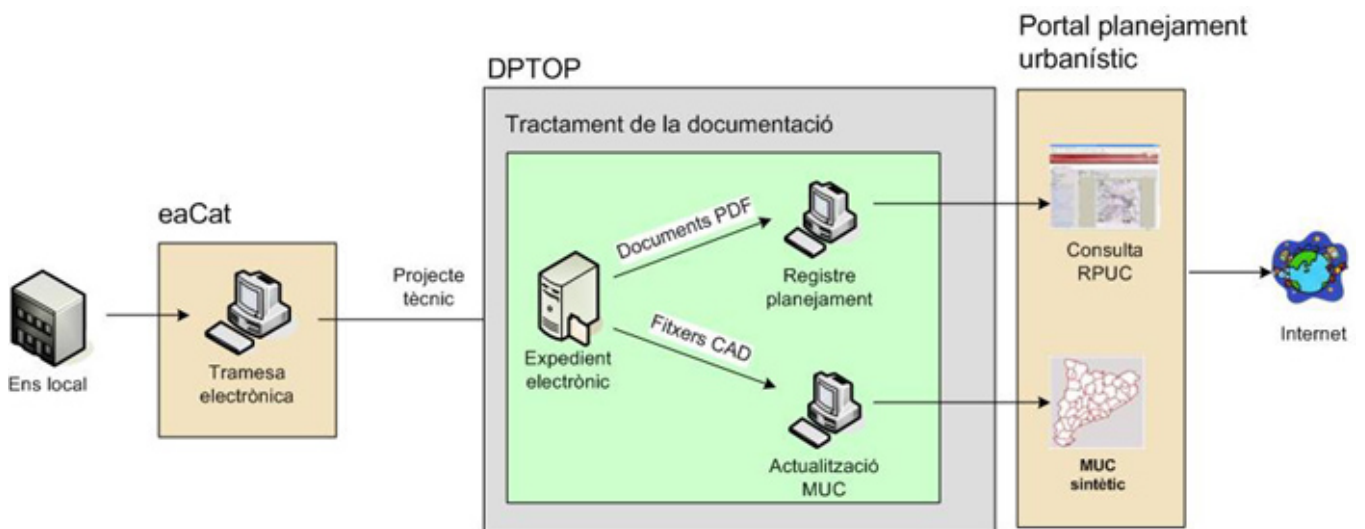 Portal planejament
urbanístic
DPTOP
Tractament de la documentació
eaCat
Documents PDF
Projecte
tècnic
Registre
planejament
Consulta
RPUC
Fitxers CAD
Expedient
electrònic
Internet
Ens local
Tramesa
electrònica
Actualització
MUC
MUC
sintètic